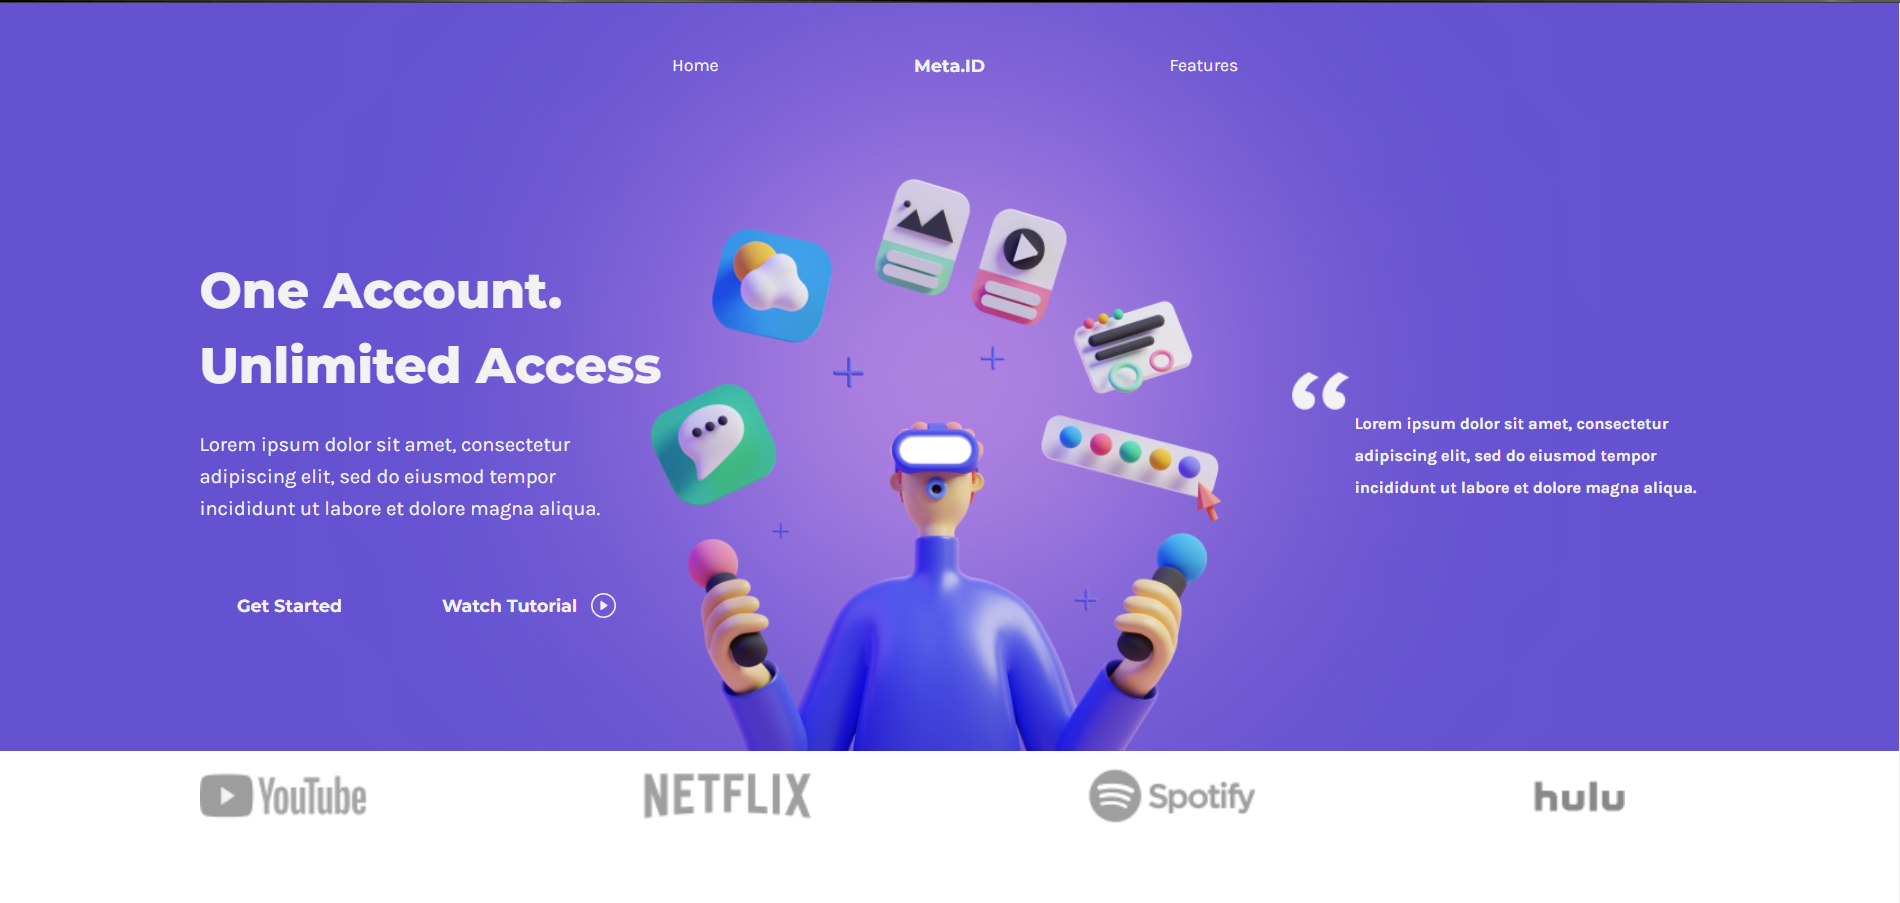 Home
Meta.ID
Features
One Account.
Unlimited Access
Lorem ipsum dolor sit amet, consectetur
adipiscing elit, sed do eiusmod tempor
incididunt ut labore et dolore magna aliqua.
Get Started
Watch Tutorial
“
Lorem ipsum dolor sit amet, consectetur
adipiscing elit, sed do eiusmod tempor
incididunt ut labore et dolore magna aliqua.
YouTube
NETFLIX
Spotify
hulu